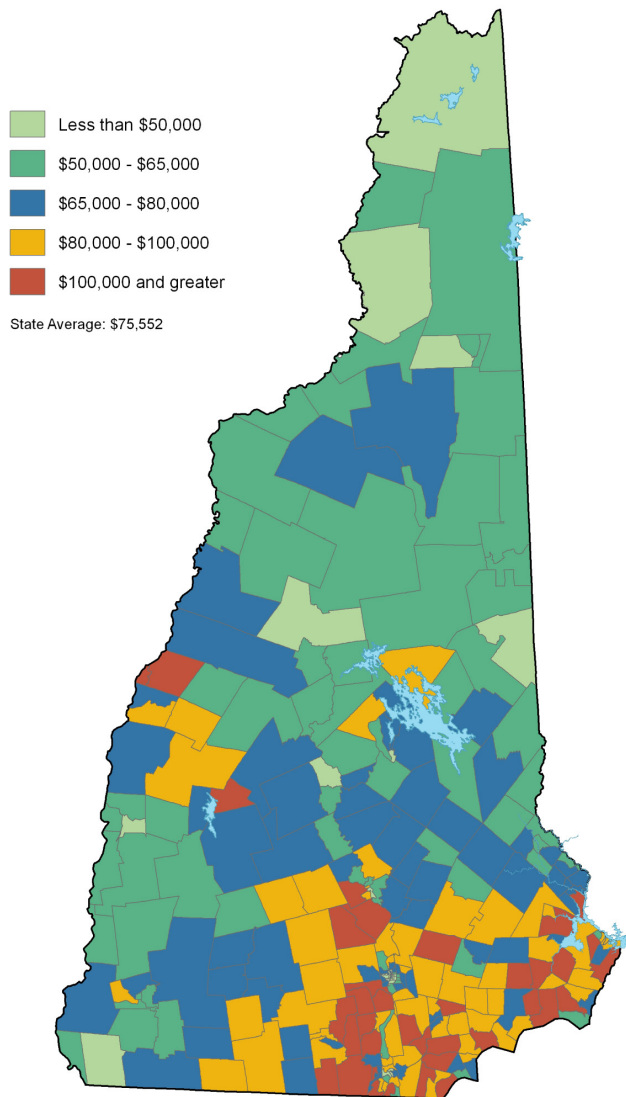 Less than $50,000
$50,000 - $65,000
$65,000 - $80,000
$80,000 - $100,000
$100,000 and greater
State Average: $75,552